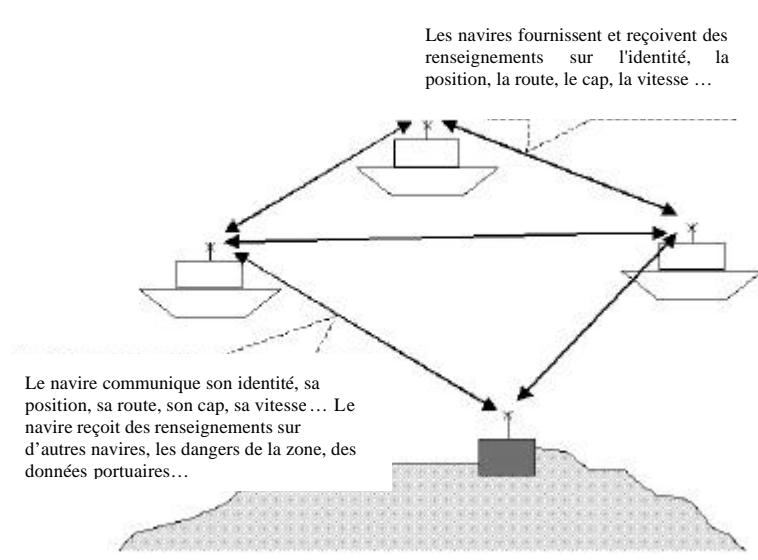 Les navires fournissent et reçoivent des
renseignements sur l'identité, la
position, la route, le cap, la vitesse …
Le navire communique son identité, sa
position, sa route, son cap, sa vitesse… Le
navire reçoit des renseignements sur
d’autres navires, les dangers de la zone, des
données portuaires…